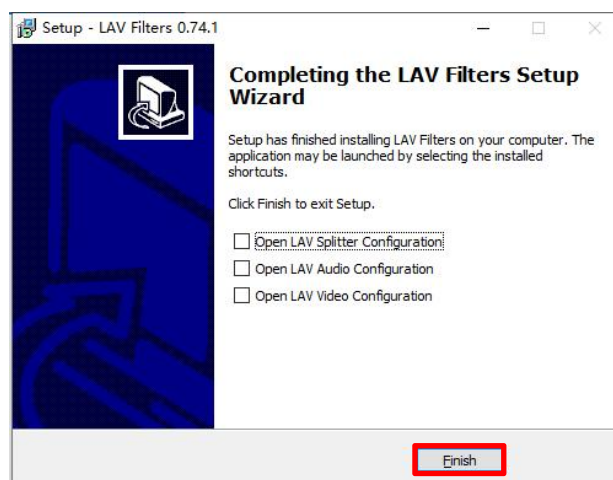 Setup - LAV Filters 0.74.1
Completing the LAV Filters Setup
Wizard
Setup has finished installing LAV Filters on your computer. The
application may be launched by selecting the installed
shortcuts.
Click Finish to exit Setup.
Open LAV Splitter Configuration
Open LAV Audio Configuration
Open LAV Video Configuration
Finish